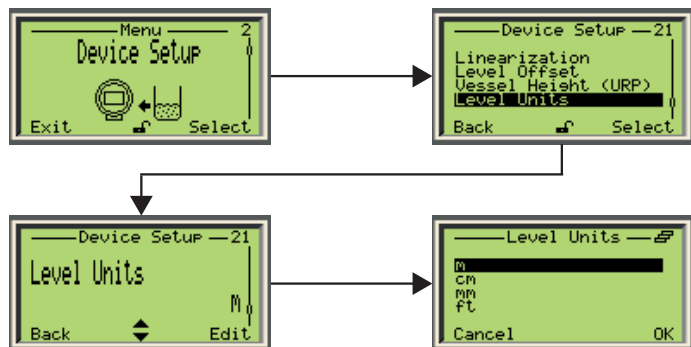 Menu 2
Device Setup
Exit Select
Device Setup 21
Linearization
Level Offset
Vessel Height (URP)
Level Units
Back Select
Device Setup 21
Level Units
m
Back Edit
Level Units
m
cm
mm
ft
Cancel OK